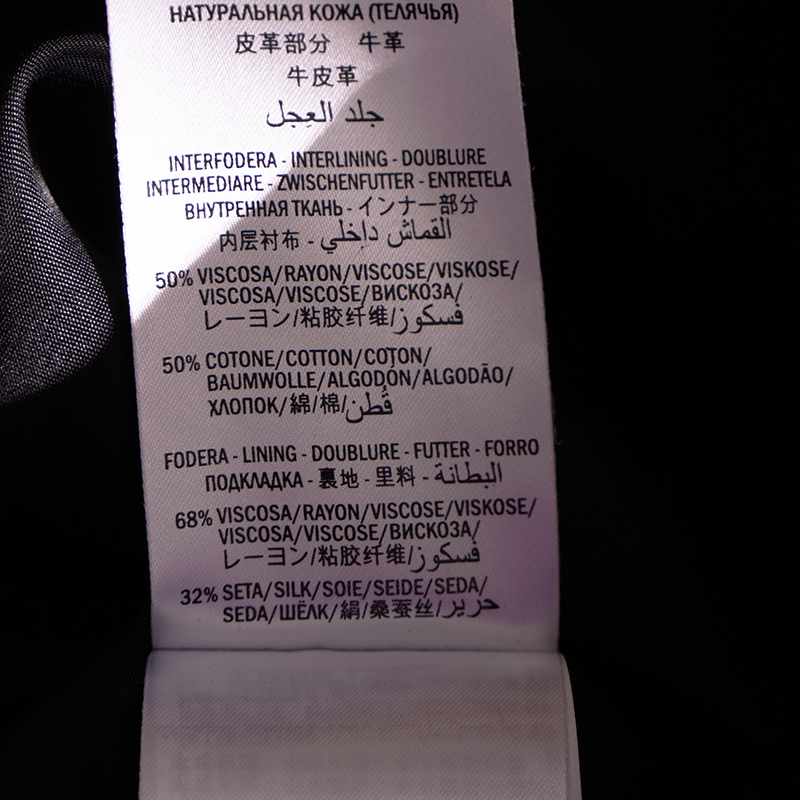 НАТУРАЛЬНАЯ КОЖА (ТЕЛЯЧЬЯ)
皮革部分 牛革
牛皮革
جلد العِجل
INTERFODERA - INTERLINING - DOUBLURE
INTERMEDIARE - ZWISCHENFUTTER - ENTRETELA
ВНУТРЕННАЯ ТКАНЬ - インナー部分
内层衬布 - القماش داخلي
50% VISCOSA/RAYON/VISCOSE/VISKOSE/
VISCOSA/VISCOSE/ВИСКОЗА/
レーヨン/粘胶纤维/فسكوز
50% COTONE/COTTON/COTON/
BAUMWOLLE/ALGODÓN/ALGODÃO/
ХЛОПОК/綿/棉/قُطن
FODERA - LINING - DOUBLURE - FUTTER - FORRO
ПОДКЛАДКА - 裏地 - 里料 - البطانة
68% VISCOSA/RAYON/VISCOSE/VISKOSE/
VISCOSA/VISCOSE/ВИСКОЗА/
レーヨン/粘胶纤维/فسكوز
32% SETA/SILK/SOIE/SEIDE/SEDA/
SEDA/ШЁЛК/絹/桑蚕丝/حرير